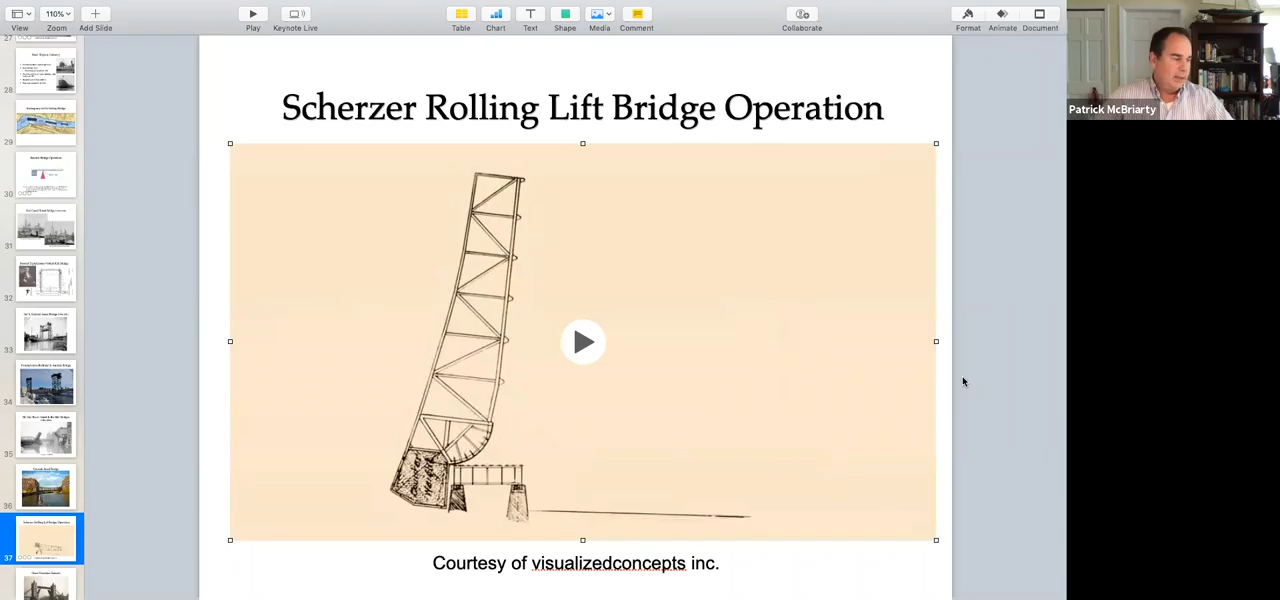 110%
View
Zoom
Add Slide
Play
Keynote Live
Table
Chart
Text
Shape
Media
Comment
Collaborate
Format
Animate
Document
Patrick McBriarty
27
28
29
30
31
32
33
34
35
36
37
Scherzer Rolling Lift Bridge Operation
Courtesy of visualizedconcepts inc.